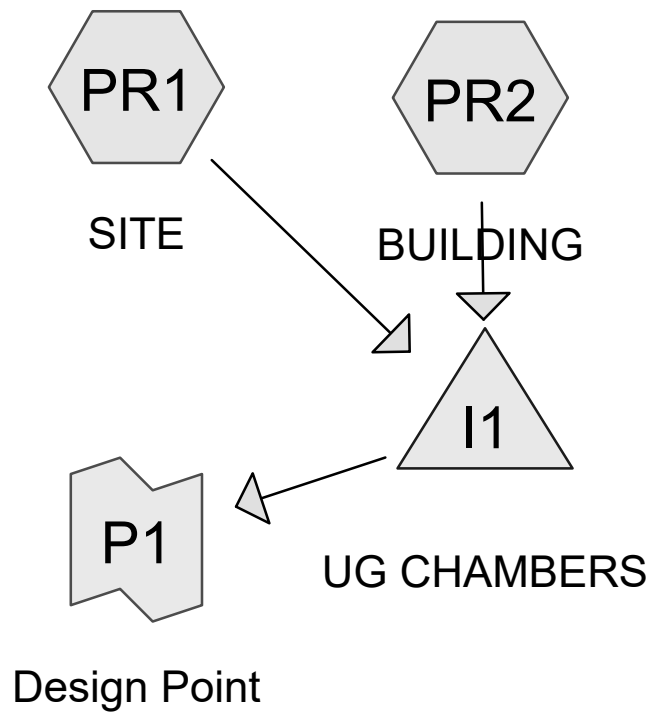 PR1
PR2
SITE
BUILDING
I1
P1
UG CHAMBERS
Design Point